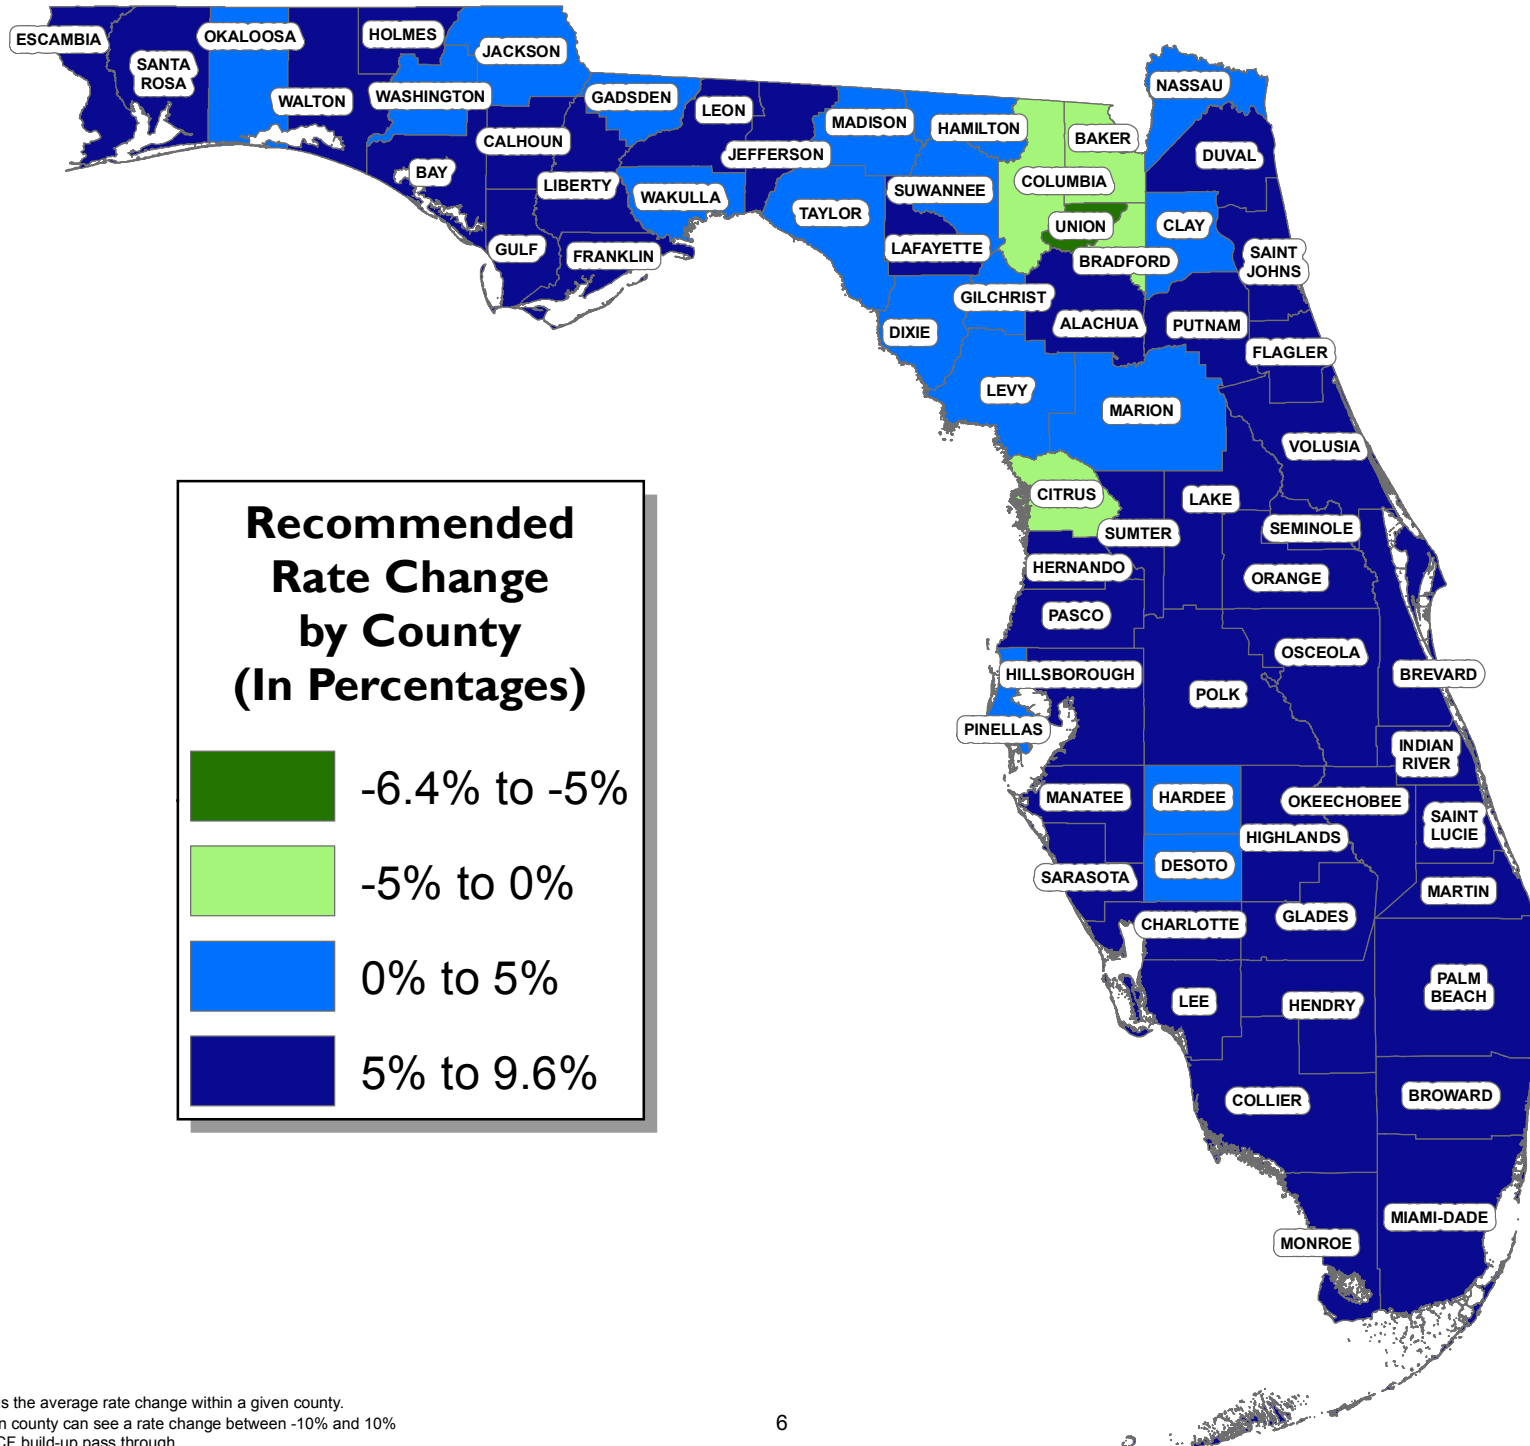 ESCAMBIA
SANTA
ROSA
OKALOOSA
WALTON
HOLMES
WASHINGTON
JACKSON
CALHOUN
BAY
GULF
LIBERTY
FRANKLIN
GADSDEN
LEON
WAKULLA
JEFFERSON
MADISON
TAYLOR
HAMILTON
SUWANNEE
LAFAYETTE
DIXIE
GILCHRIST
COLUMBIA
BAKER
UNION
BRADFORD
NASSAU
DUVAL
CLAY
SAINT
JOHNS
ALACHUA
PUTNAM
FLAGLER
LEVY
MARION
VOLUSIA
CITRUS
SUMTER
LAKE
SEMINOLE
HERNANDO
ORANGE
PASCO
OSCEOLA
HILLSBOROUGH
POLK
BREVARD
PINELLAS
INDIAN
RIVER
MANATEE
HARDEE
OKEECHOBEE
SAINT
LUCIE
HIGHLANDS
DESOTO
SARASOTA
MARTIN
CHARLOTTE
GLADES
LEE
HENDRY
PALM
BEACH
COLLIER
BROWARD
MIAMI-DADE
MONROE
Recommended
Rate Change
by County
(In Percentages)
-6.4% to -5%
-5% to 0%
0% to 5%
5% to 9.6%
is the average rate change within a given county.
n county can see a rate change between -10% and 10%
build-up pass through
6